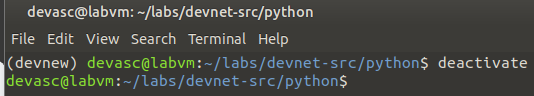 devasc@labvm: ~/labs/devnet-src/python
File Edit View Search Terminal Help
(devnew) devasc@labvm:~/labs/devnet-src/python$ deactivate
devasc@labvm:~/labs/devnet-src/python$